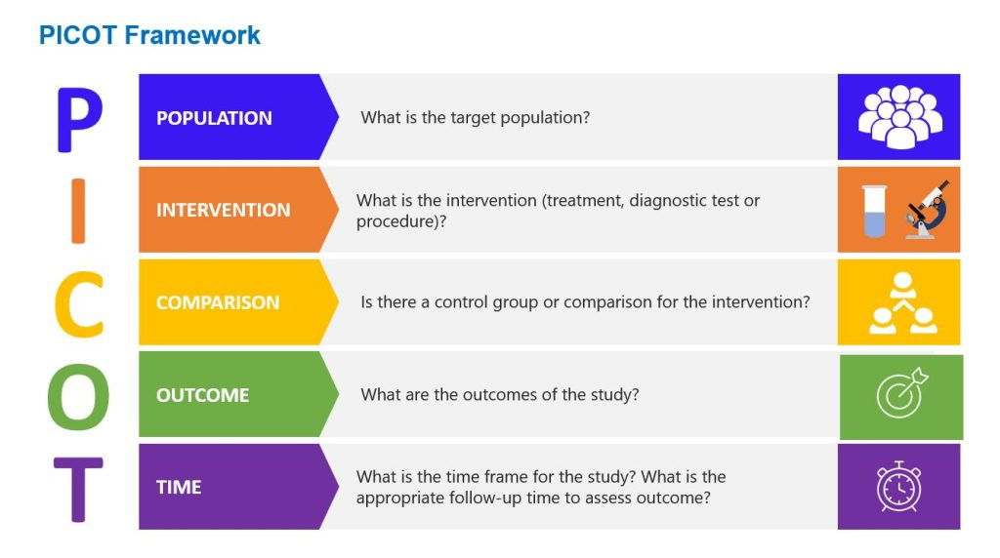 PICOT Framework
P
POPULATION
What is the target population?
I
INTERVENTION
What is the intervention (treatment, diagnostic test or
procedure)?
C
COMPARISON
Is there a control group or comparison for the intervention?
O
OUTCOME
What are the outcomes of the study?
T
TIME
What is the time frame for the study? What is the
appropriate follow-up time to assess outcome?